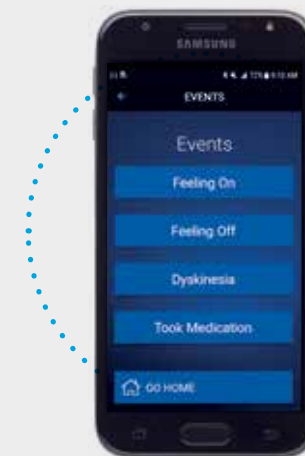 SAMSUNG
EVENTS
Events
Feeling On
Feeling Off
Dyskinesia
Took Medication
GO HOME